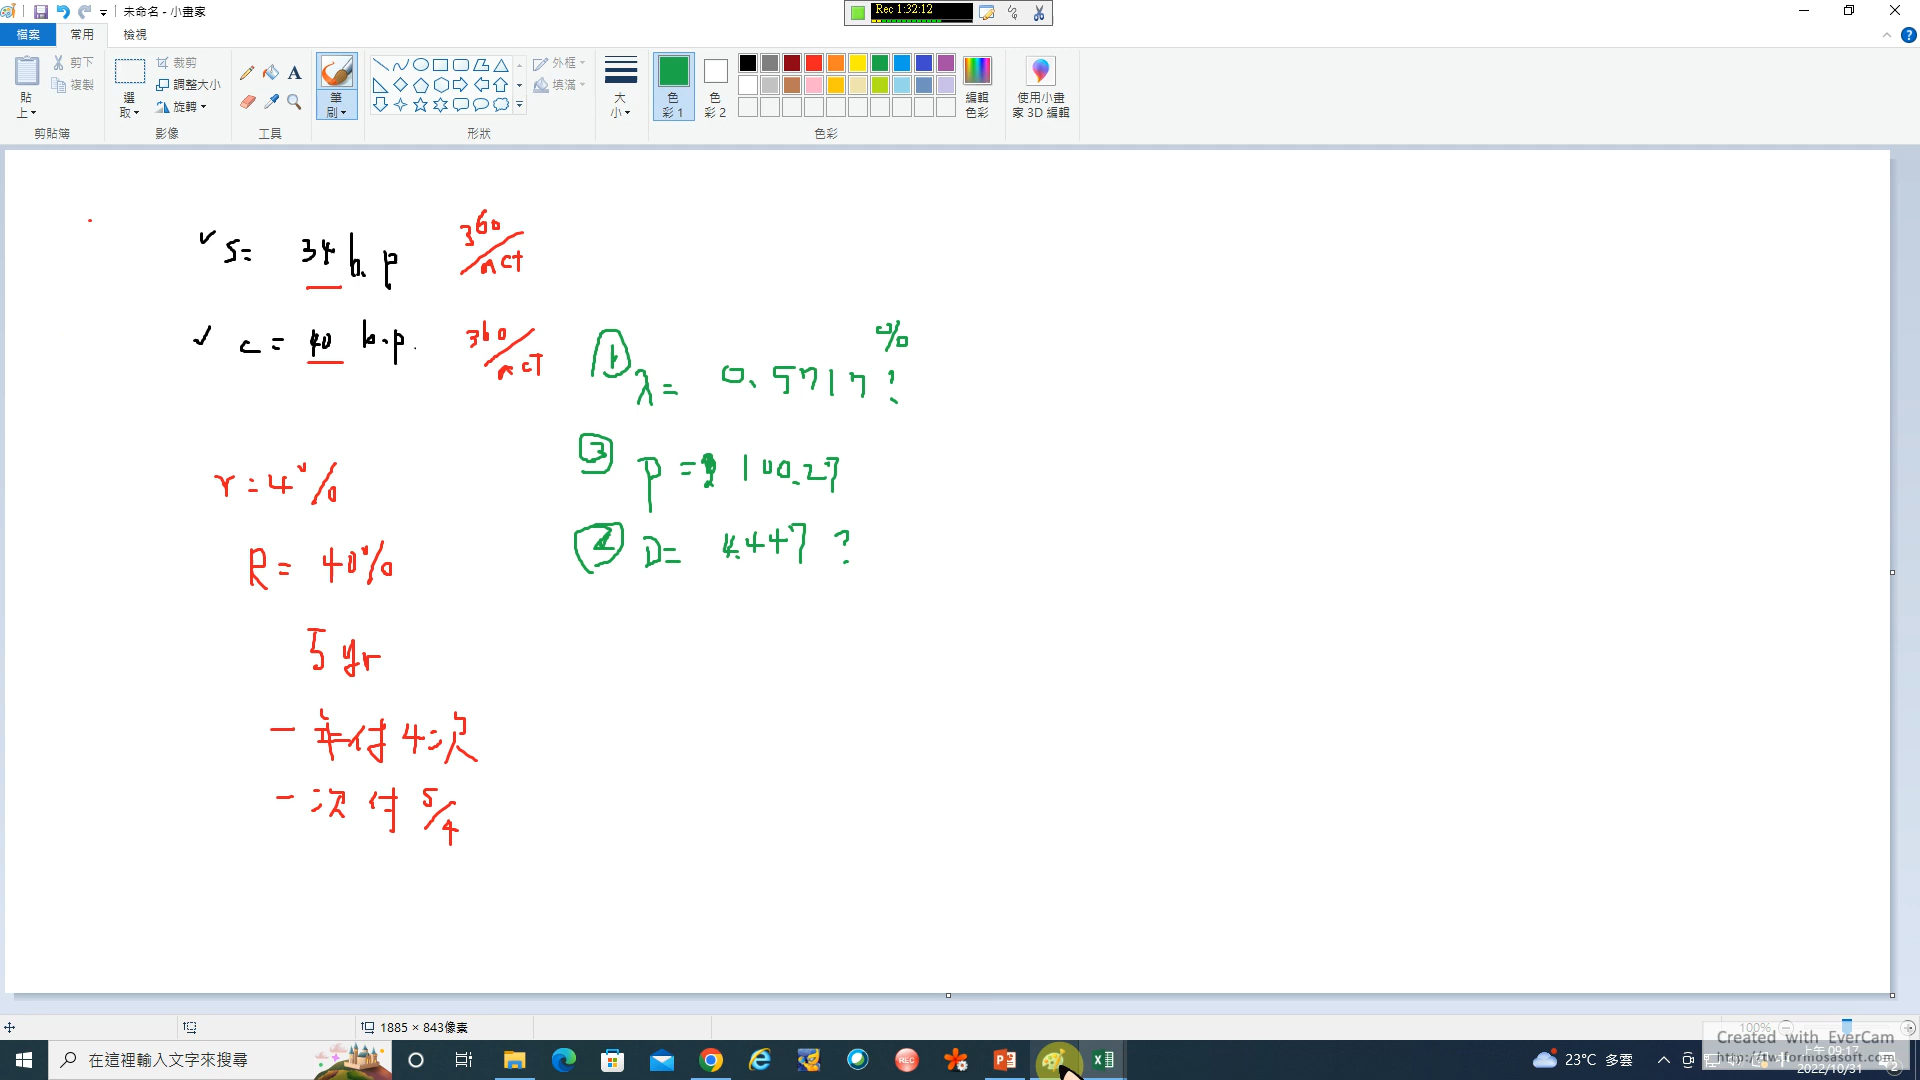 未命名 - 小畫家
Rec 1:32:12
檔案 常用 檢視
貼上 剪下 複製 剪貼簿
選取 裁剪 調整大小 旋轉 影像
A 工具
筆刷
外框 填滿 形狀
大小
色彩 1 色彩 2 編輯色彩 色彩
使用小畫家 3D 編輯
S= 34 b.p 360/act
c = 40 b.p. 360/act
① λ= 0.5717 ? %
r = 4%
③ P = 100.27
② D= 4.447 ?
R = 40%
5 yr
一年付4次
一次付 5/4
1885 × 843像素
100%
Created with EverCam
http://tw.formosasoft.com
在這裡輸入文字來搜尋
REC
23°C 多雲
上午 09:17
2022/10/31